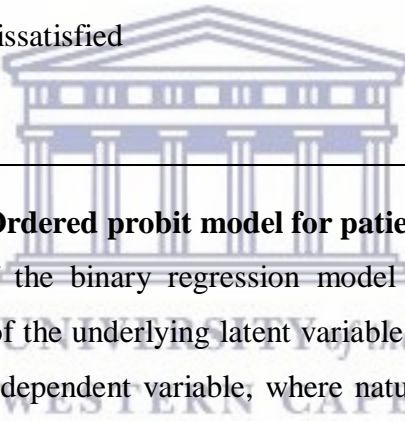 issatisfied
Ordered probit model for patie
the binary regression model
of the underlying latent variable
UNIVERSITY of the
dependent variable, where natu
WESTERN CAPE